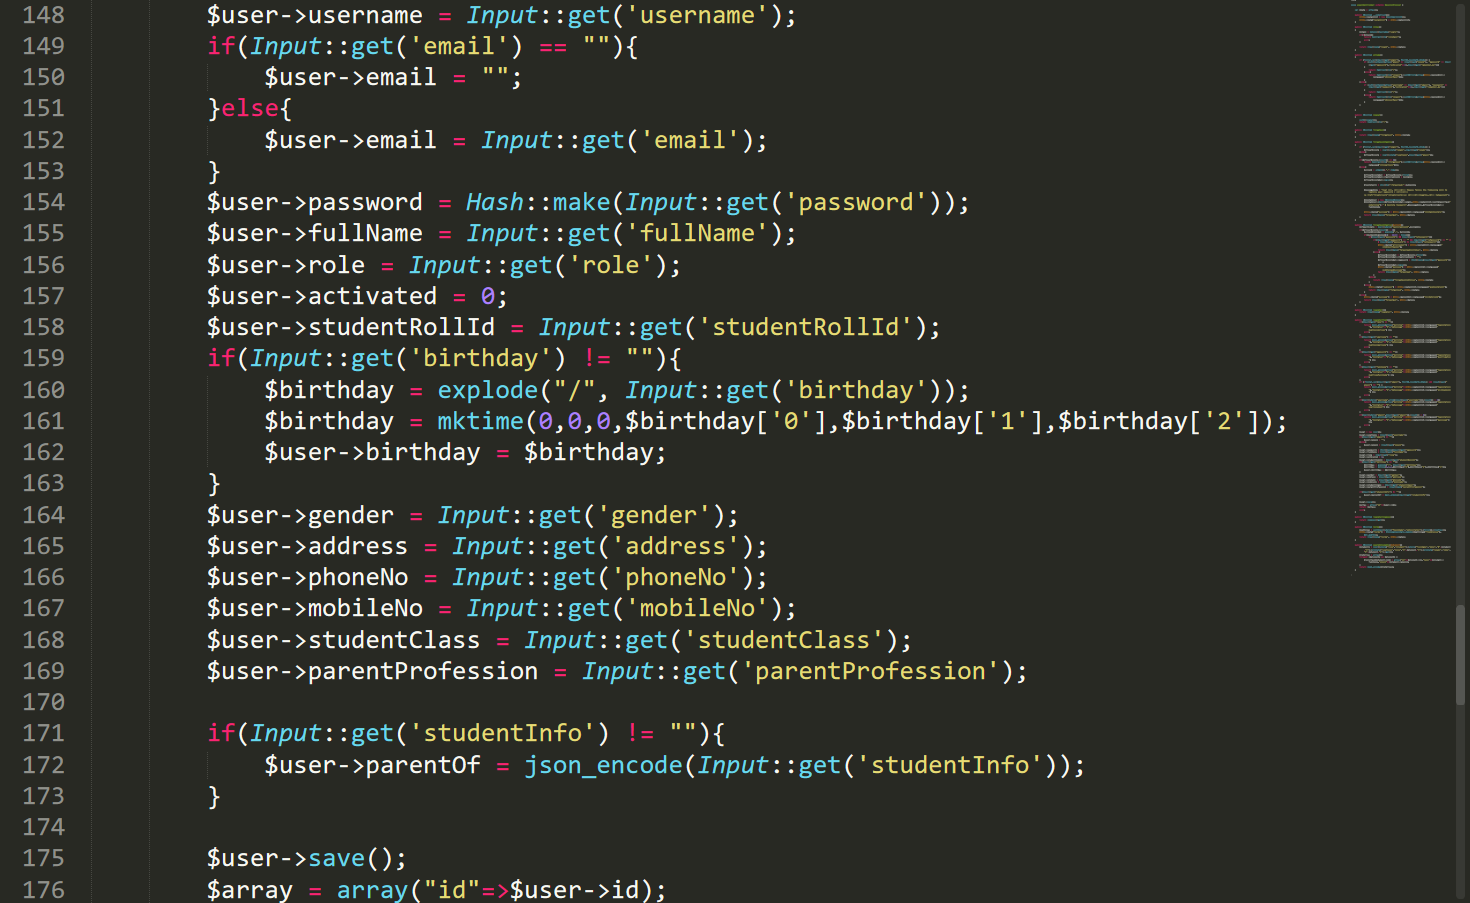 148 $user->username = Input::get('username');
149 if(Input::get('email') == ""){
150 $user->email = "";
151 }else{
152 $user->email = Input::get('email');
153 }
154 $user->password = Hash::make(Input::get('password'));
155 $user->fullName = Input::get('fullName');
156 $user->role = Input::get('role');
157 $user->activated = 0;
158 $user->studentRollId = Input::get('studentRollId');
159 if(Input::get('birthday') != ""){
160 $birthday = explode("/", Input::get('birthday'));
161 $birthday = mktime(0,0,0,$birthday['0'],$birthday['1'],$birthday['2']);
162 $user->birthday = $birthday;
163 }
164 $user->gender = Input::get('gender');
165 $user->address = Input::get('address');
166 $user->phoneNo = Input::get('phoneNo');
167 $user->mobileNo = Input::get('mobileNo');
168 $user->studentClass = Input::get('studentClass');
169 $user->parentProfession = Input::get('parentProfession');
170
171 if(Input::get('studentInfo') != ""){
172 $user->parentOf = json_encode(Input::get('studentInfo'));
173 }
174
175 $user->save();
176 $array = array("id"=>$user->id);